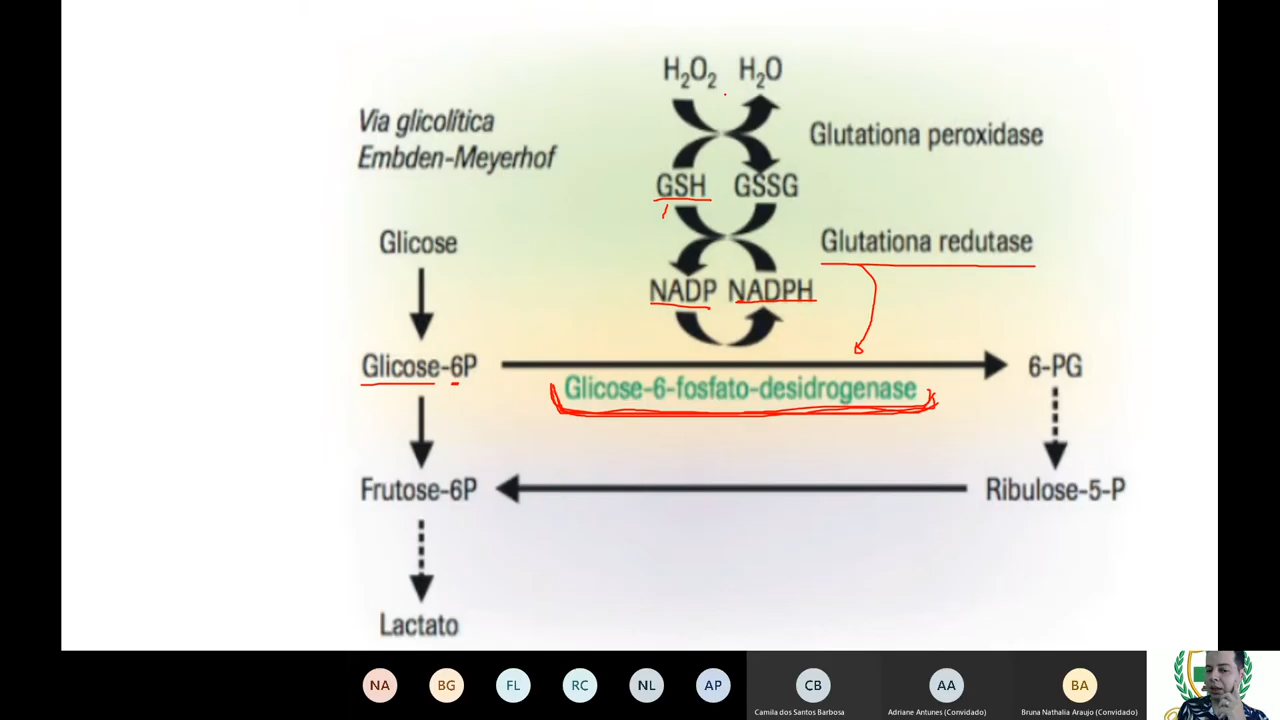 H2O2 H2O
Via glicolítica
Embden-Meyerhof
Glutationa peroxidase
GSH GSSG
Glicose
Glutationa redutase
NADP NADPH
Glicose-6P
6-PG
Glicose-6-fosfato-desidrogenase
Frutose-6P
Ribulose-5-P
Lactato
NA BG FL RC NL AP CB AA BA
Camila dos Santos Barbosa
Adriane Antunes (Convidado)
Bruna Nathalia Araujo (Convidado)